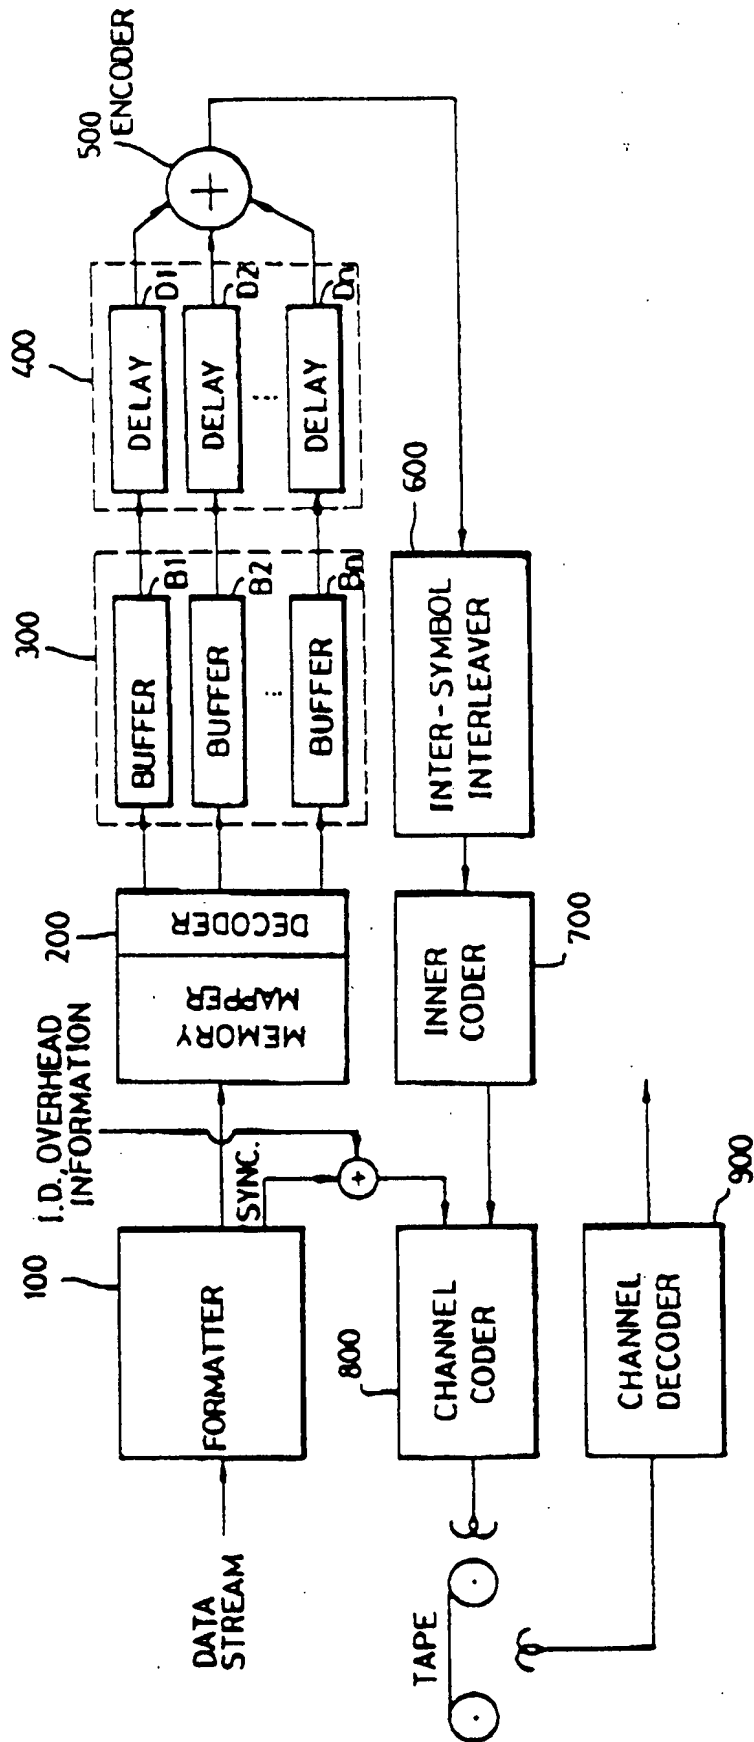 DATA
STREAM
100
FORMATTER
SYNC.
I.D., OVERHEAD
INFORMATION
200
MEMORY
MAPPER
DECODER
300
BUFFER
B1
BUFFER
B2
...
BUFFER
Bn
400
DELAY
D1
DELAY
D2
...
DELAY
Dn
500
ENCODER
+
+
600
INTER-SYMBOL
INTERLEAVER
INNER
CODER
700
800
CHANNEL
CODER
TAPE
CHANNEL
DECODER
900